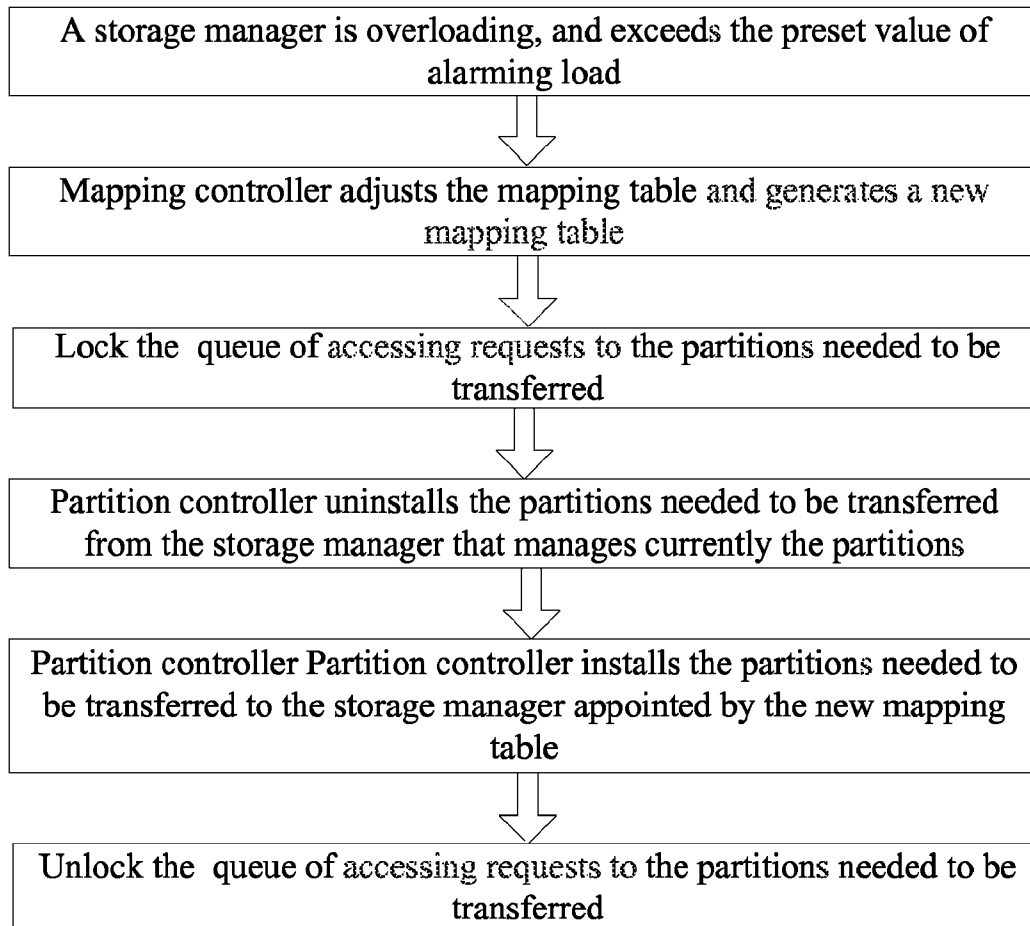 A storage manager is overloading, and exceeds the preset value of
alarming load
Mapping controller adjusts the mapping table and generates a new
mapping table
Lock the queue of accessing requests to the partitions needed to be
transferred
Partition controller uninstalls the partitions needed to be transferred
from the storage manager that manages currently the partitions
Partition controller Partition controller installs the partitions needed to
be transferred to the storage manager appointed by the new mapping
table
Unlock the queue of accessing requests to the partitions needed to be
transferred